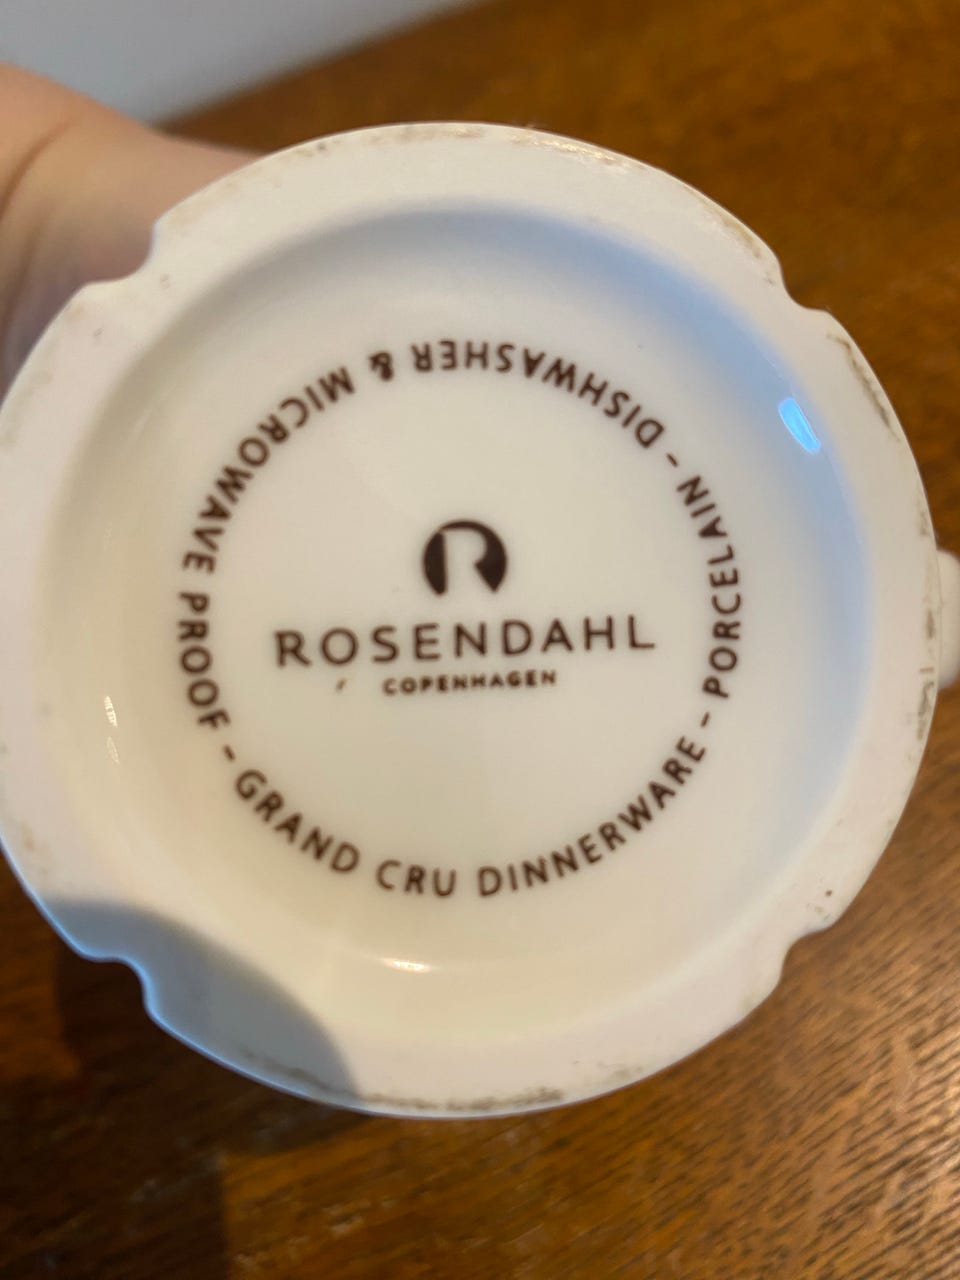 ROSENDAHL
COPENHAGEN
GRAND CRU DINNERWARE - PORCELAIN - DISHWASHER & MICROWAVE PROOF -